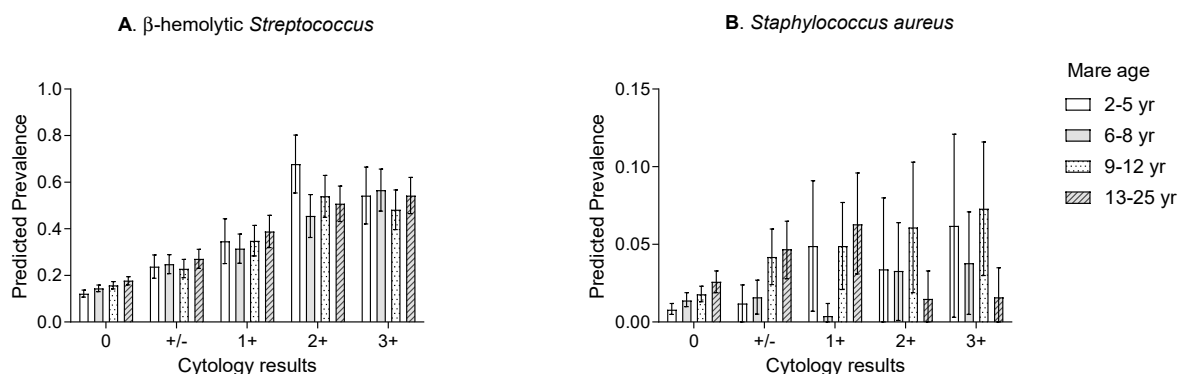 A. β-hemolytic Streptococcus
Predicted Prevalence
1.0
0.8
0.6
0.4
0.2
0.0
0 +/- 1+ 2+ 3+
Cytology results
B. Staphylococcus aureus
Predicted Prevalence
0.15
0.10
0.05
0.00
0 +/- 1+ 2+ 3+
Cytology results
Mare age
2-5 yr
6-8 yr
9-12 yr
13-25 yr